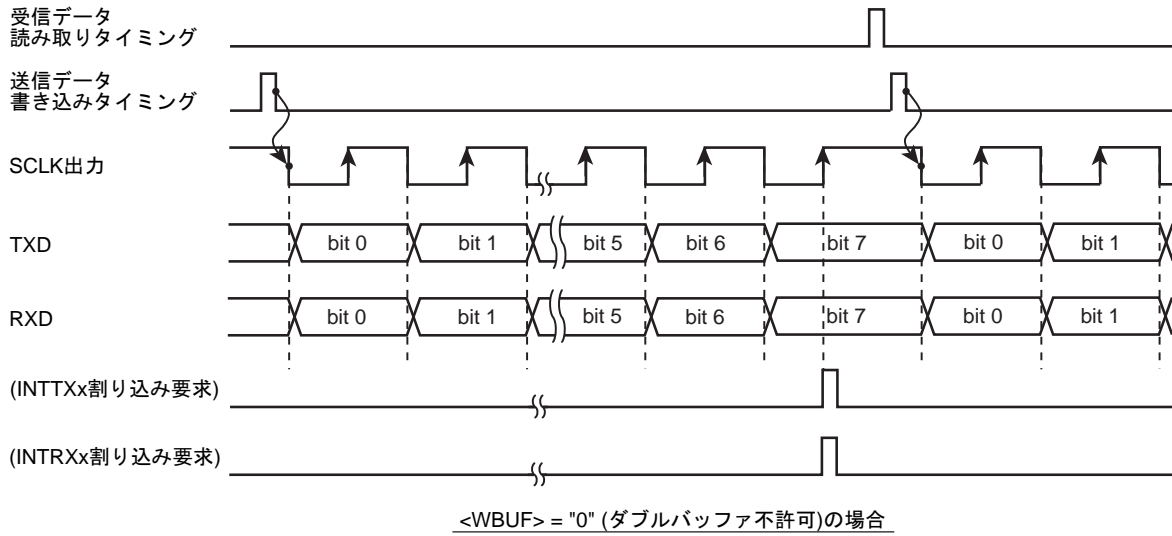 受信データ
読み取りタイミング
送信データ
書き込みタイミング
SCLK出力
TXD
bit 0
bit 1
bit 5
bit 6
bit 7
bit 0
bit 1
RXD
bit 0
bit 1
bit 5
bit 6
bit 7
bit 0
bit 1
(INTTXx割り込み要求)
(INTRXx割り込み要求)
<WBUF> = "0" (ダブルバッファ不許可)の場合